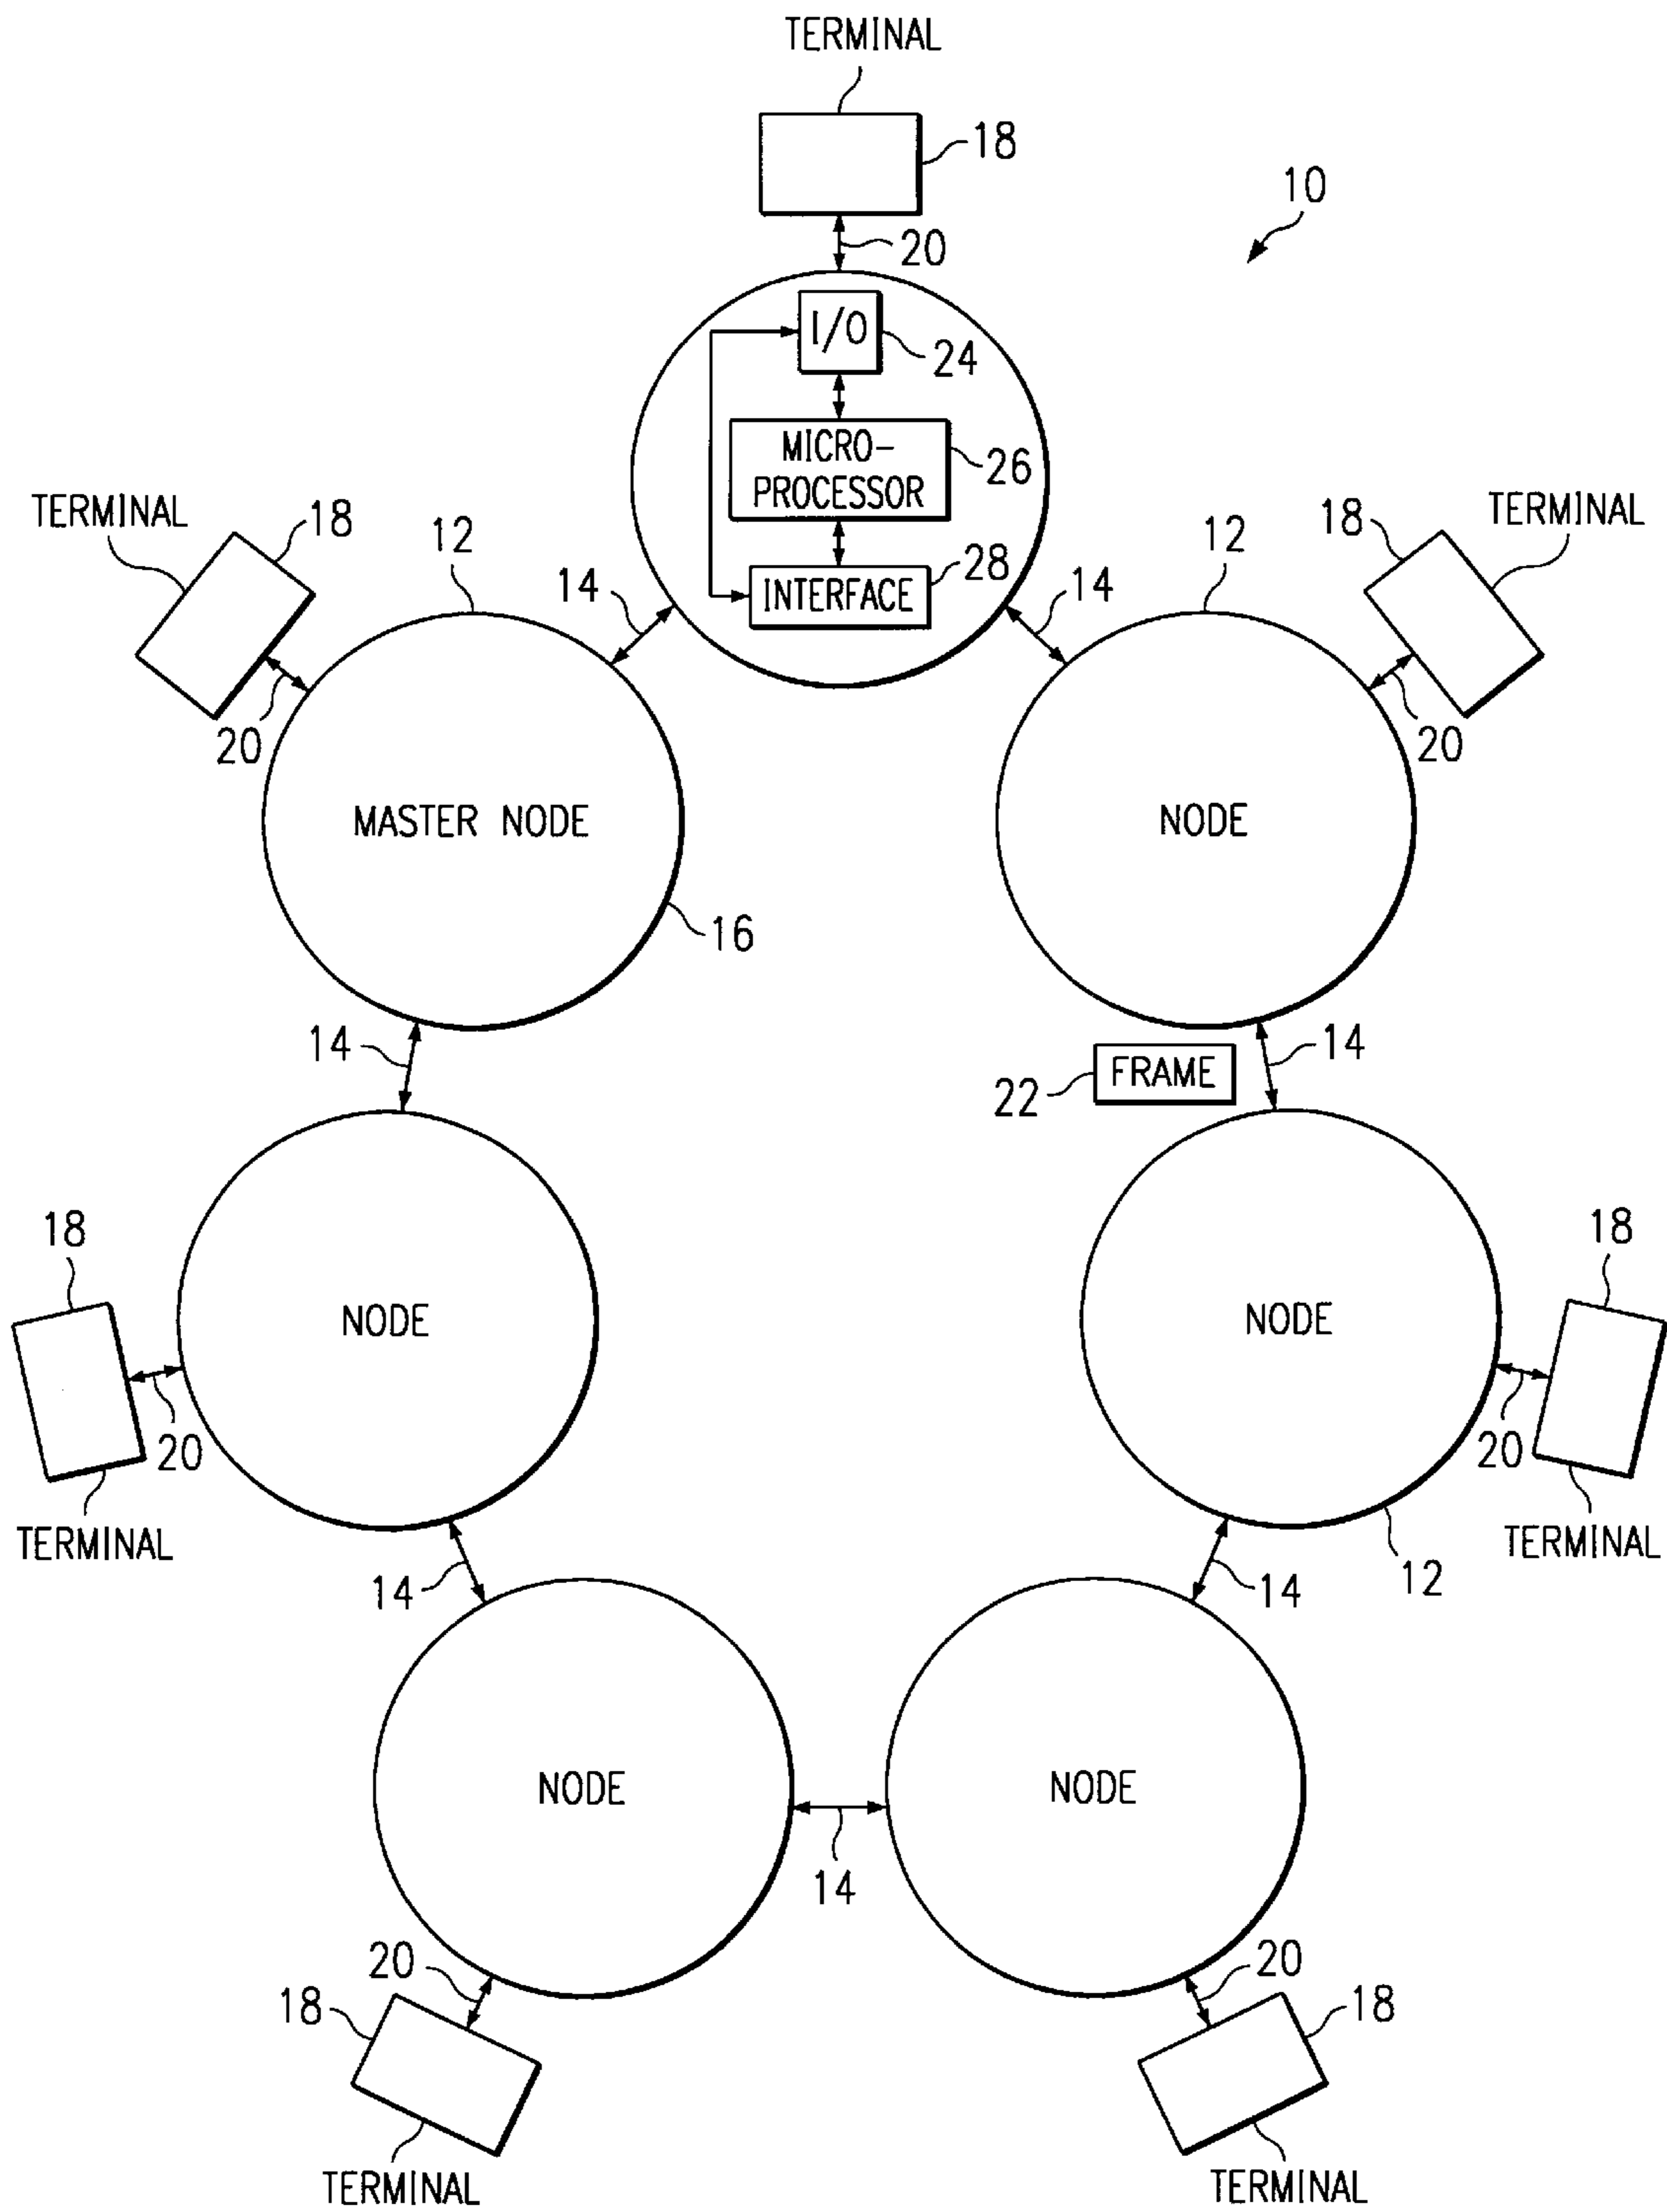 TERMINAL
18
10
20
I/O
24
MICRO-
PROCESSOR
26
TERMINAL
18
12
14
INTERFACE
28
14
12
18
TERMINAL
20
20
MASTER NODE
NODE
16
14
22
FRAME
14
18
18
NODE
NODE
20
20
TERMINAL
TERMINAL
14
14
12
NODE
NODE
14
20
20
18
18
TERMINAL
TERMINAL